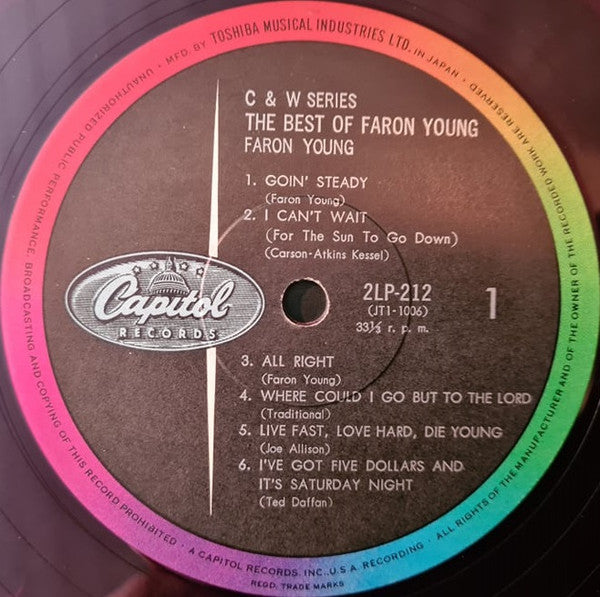 MFD. BY TOSHIBA MUSICAL INDUSTRIES LTD. IN JAPAN • ALL RIGHTS OF THE MANUFACTURER AND OF THE OWNER OF THE RECORDED WORK ARE RESERVED
UNAUTHORIZED PUBLIC PERFORMANCE, BROADCASTING AND COPYING OF THIS RECORD PROHIBITED •
C & W SERIES
THE BEST OF FARON YOUNG
FARON YOUNG
1. GOIN' STEADY
(Faron Young)
2. I CAN'T WAIT
(For The Sun To Go Down)
(Carson-Atkins Kessel)
Capitol
RECORDS
2LP-212
(JT1-1006)
33⅓ r. p. m.
1
3. ALL RIGHT
(Faron Young)
4. WHERE COULD I GO BUT TO THE LORD
(Traditional)
5. LIVE FAST, LOVE HARD, DIE YOUNG
(Joe Allison)
6. I'VE GOT FIVE DOLLARS AND
IT'S SATURDAY NIGHT
(Ted Daffan)
• A CAPITOL RECORDS, INC., U.S.A. RECORDING.
REGD. TRADE MARKS